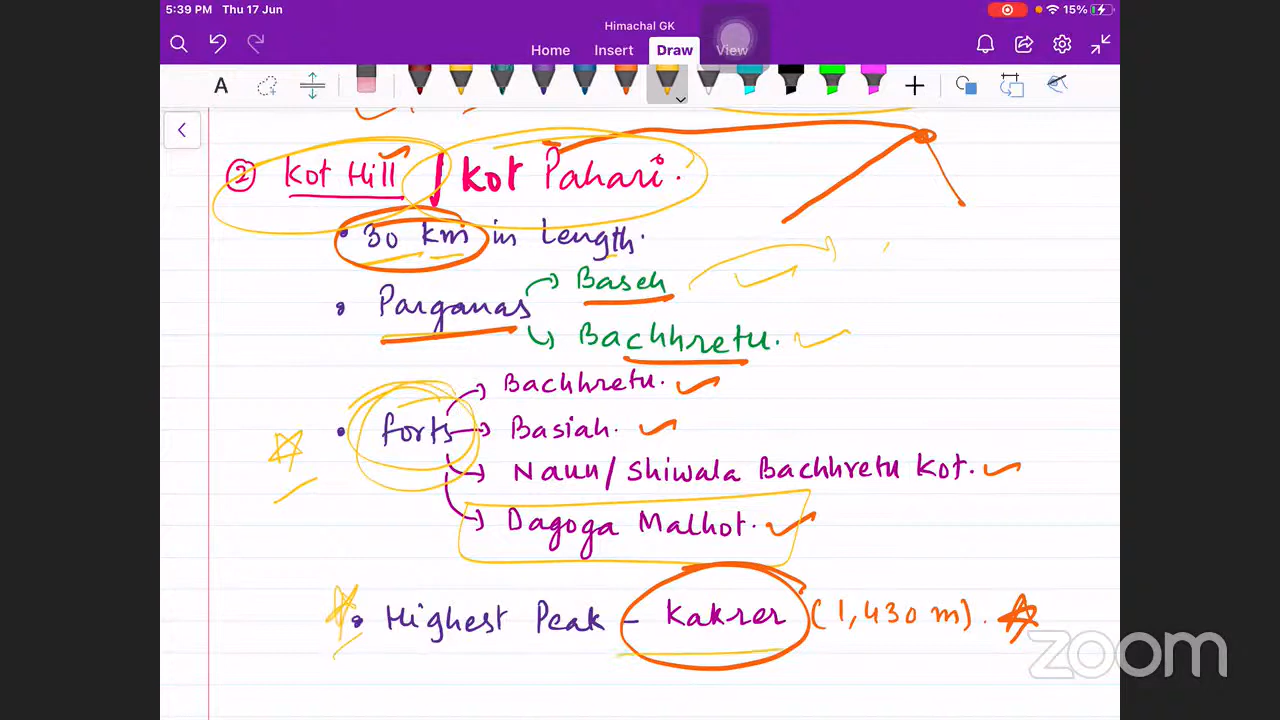 5:39 PM Thu 17 Jun
15%
Himachal GK
Home Insert Draw View
A
② Kot Hill / Kot Pahari.
• 30 km in Length.
Baseh
• Parganas
Bachhretu.
Bachhretu.
• forts
Basiah.
Naun/Shiwala Bachhretu Kot.
Dagoga Malhot.
• Highest Peak - Kakrer (1,430 m).
zoom